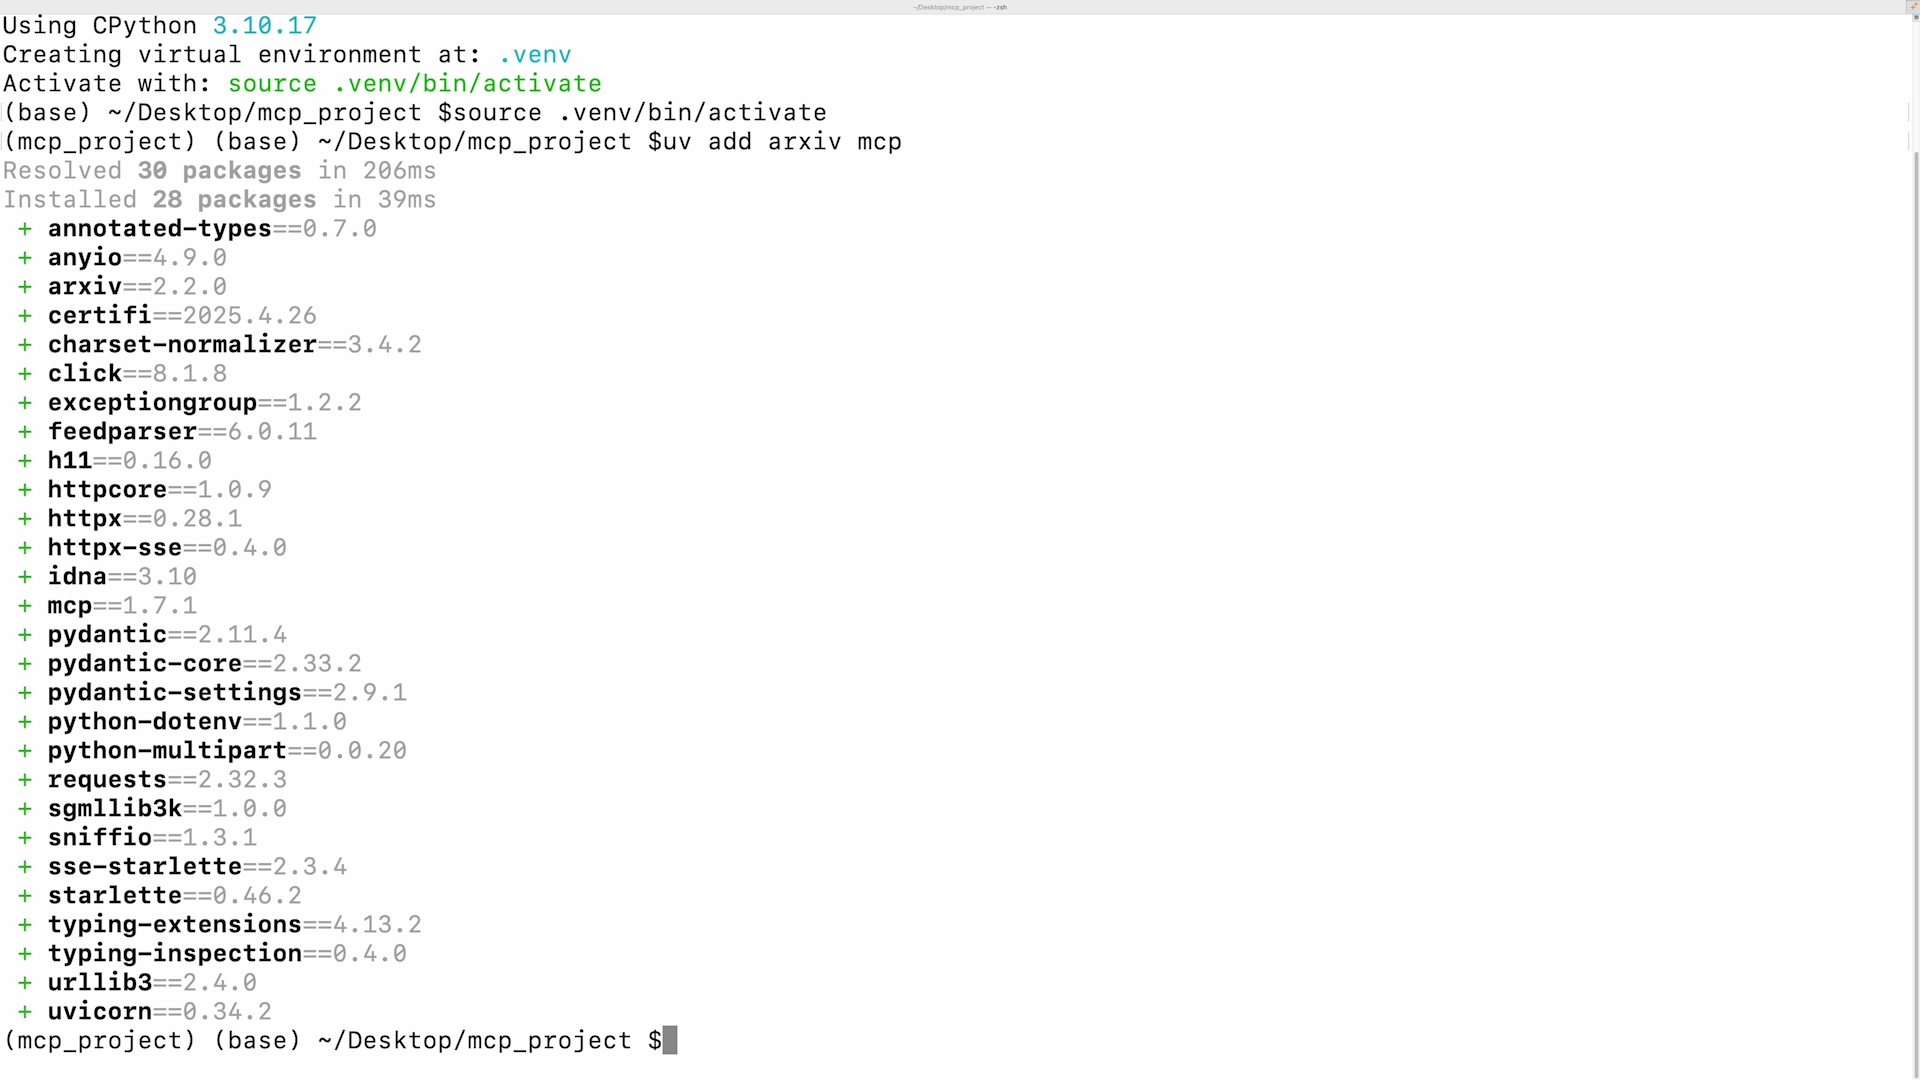 ~/Desktop/mcp_project — -zsh
Using CPython 3.10.17
Creating virtual environment at: .venv
Activate with: source .venv/bin/activate
(base) ~/Desktop/mcp_project $source .venv/bin/activate
(mcp_project) (base) ~/Desktop/mcp_project $uv add arxiv mcp
Resolved 30 packages in 206ms
Installed 28 packages in 39ms
+ annotated-types==0.7.0
+ anyio==4.9.0
+ arxiv==2.2.0
+ certifi==2025.4.26
+ charset-normalizer==3.4.2
+ click==8.1.8
+ exceptiongroup==1.2.2
+ feedparser==6.0.11
+ h11==0.16.0
+ httpcore==1.0.9
+ httpx==0.28.1
+ httpx-sse==0.4.0
+ idna==3.10
+ mcp==1.7.1
+ pydantic==2.11.4
+ pydantic-core==2.33.2
+ pydantic-settings==2.9.1
+ python-dotenv==1.1.0
+ python-multipart==0.0.20
+ requests==2.32.3
+ sgmllib3k==1.0.0
+ sniffio==1.3.1
+ sse-starlette==2.3.4
+ starlette==0.46.2
+ typing-extensions==4.13.2
+ typing-inspection==0.4.0
+ urllib3==2.4.0
+ uvicorn==0.34.2
(mcp_project) (base) ~/Desktop/mcp_project $